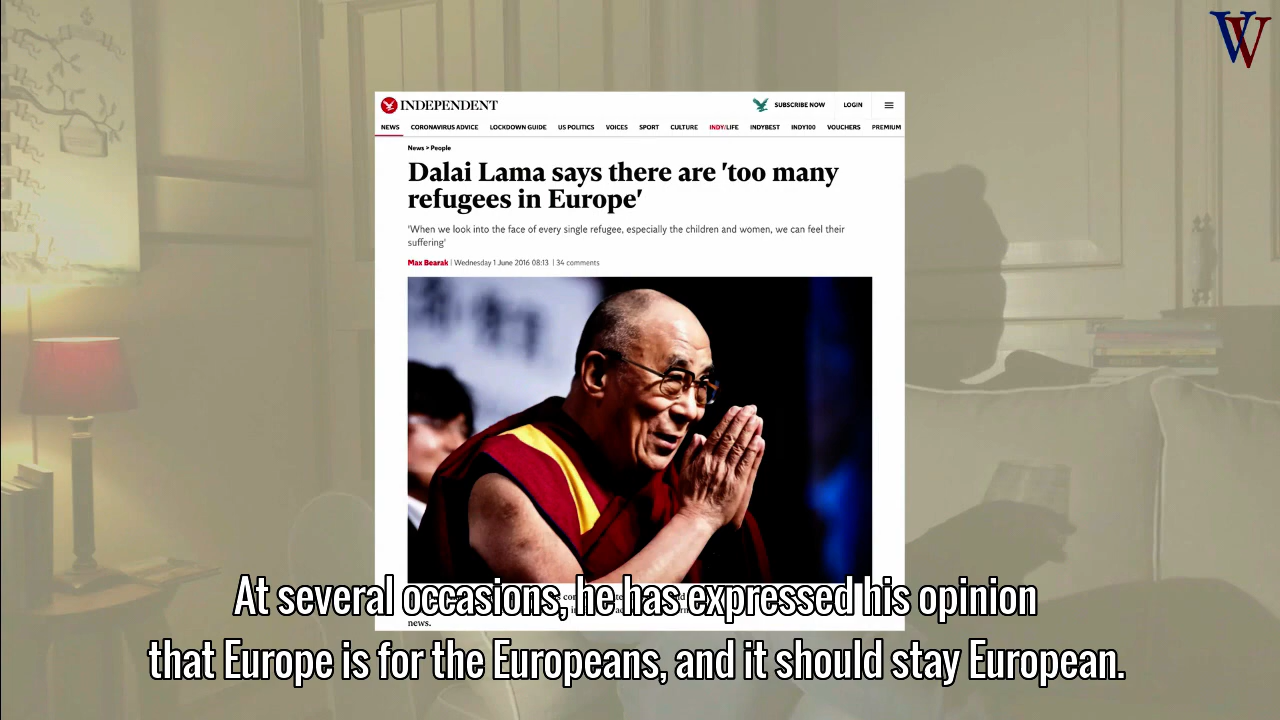 W
INDEPENDENT
SUBSCRIBE NOW LOGIN
NEWS CORONAVIRUS ADVICE LOCKDOWN GUIDE US POLITICS VOICES SPORT CULTURE INDY/LIFE INDYBEST INDY100 VOUCHERS PREMIUM
News > People
Dalai Lama says there are 'too many
refugees in Europe'
'When we look into the face of every single refugee, especially the children and women, we can feel their
suffering'
Max Bearak | Wednesday 1 June 2016 08:13 | 34 comments
At several occasions, he has expressed his opinion
news.
that Europe is for the Europeans, and it should stay European.